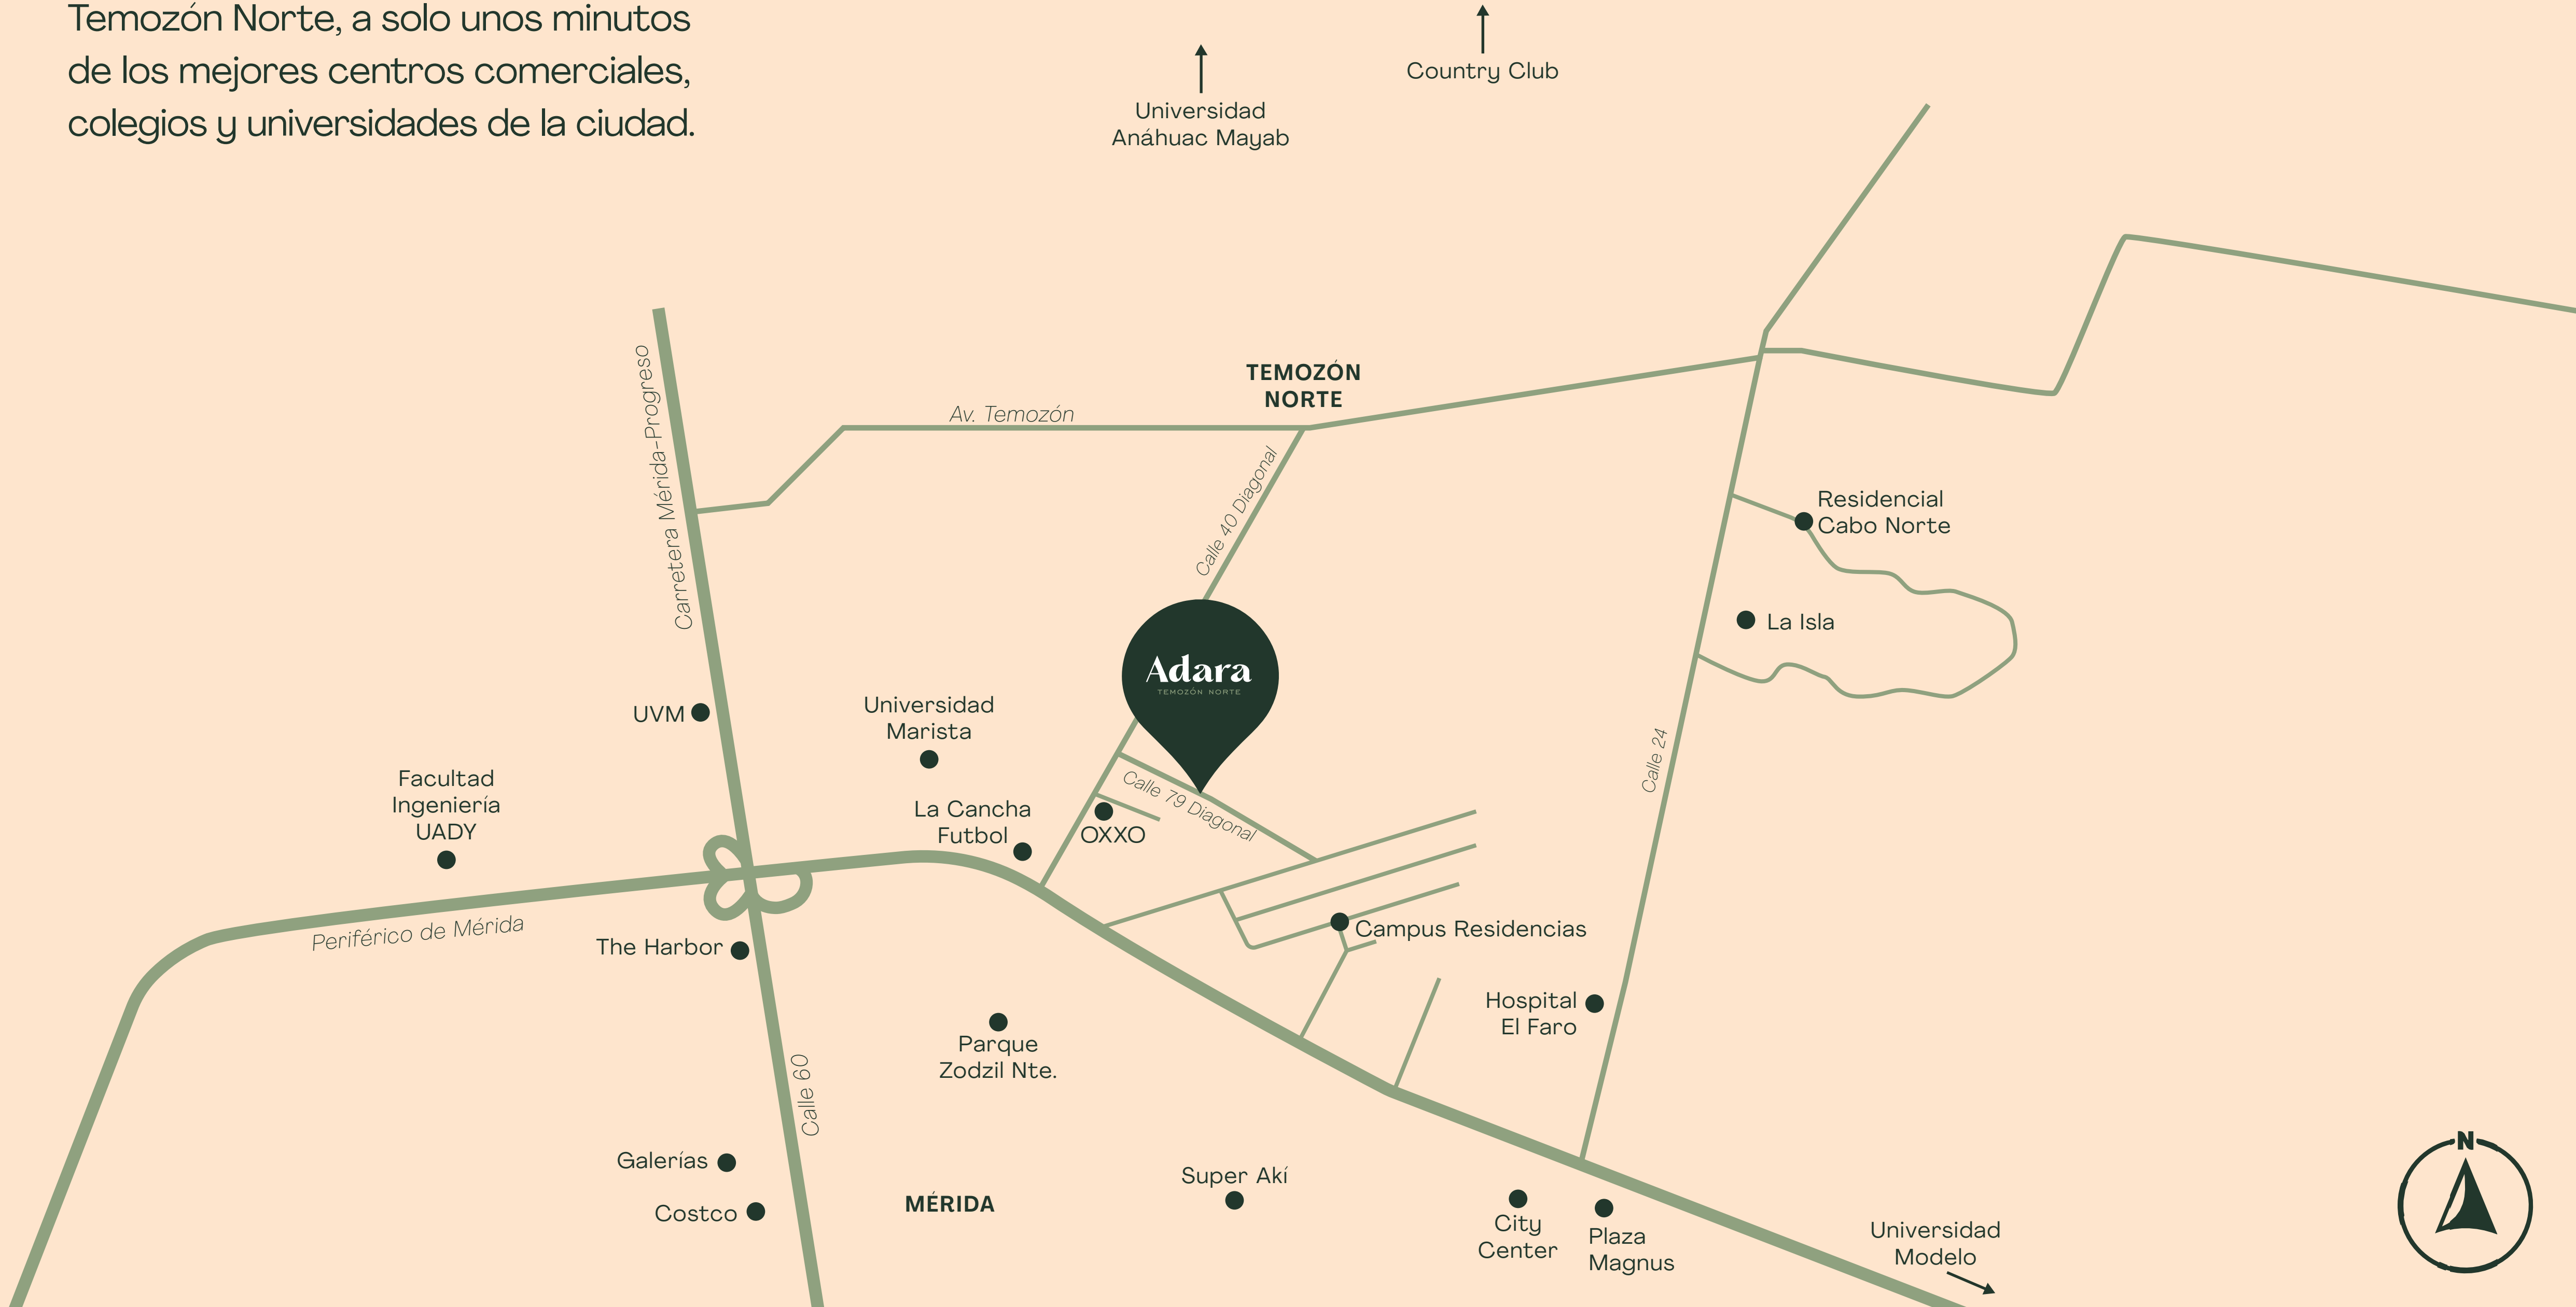 Temozón Norte, a solo unos minutos
de los mejores centros comerciales,
colegios y universidades de la ciudad.
Country Club
Universidad
Anáhuac Mayab
TEMOZÓN
NORTE
Av. Temozón
Carretera Mérida-Progreso
Calle 40 Diagonal
Residencial
Cabo Norte
La Isla
Adara
TEMOZÓN NORTE
UVM
Universidad
Marista
Calle 24
Facultad
Ingeniería
UADY
La Cancha
Futbol
OXXO
Calle 79 Diagonal
Periférico de Mérida
The Harbor
Campus Residencias
Hospital
El Faro
Parque
Zodzil Nte.
Calle 60
Galerías
Costco
MÉRIDA
Super Akí
City
Center
Plaza
Magnus
Universidad
Modelo
N